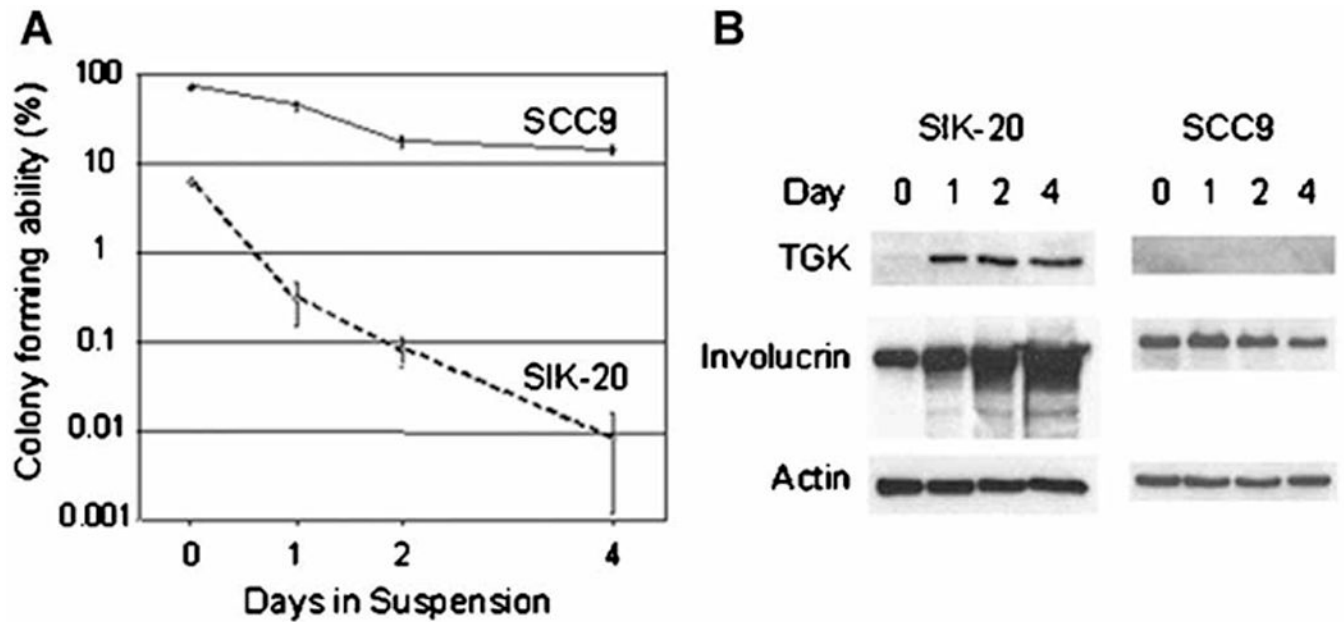 A
Colony forming ability (%)
100
10
1
0.1
0.01
0.001
SCC9
SIK-20
0 1 2 4
Days in Suspension
B
SIK-20 SCC9
Day 0 1 2 4 0 1 2 4
TGK
Involucrin
Actin